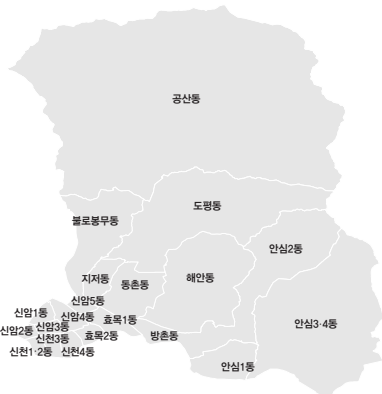 공산동
도평동
불로봉무동
안심2동
지저동
동촌동
해안동
신암5동
신암1동
신암4동
효목1동
안심3·4동
신암2동
신암3동
신천3동
효목2동
방촌동
신천1·2동
신천4동
안심1동